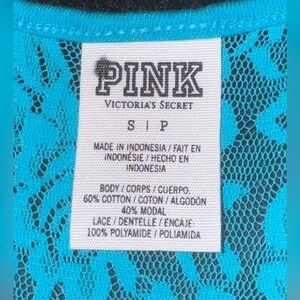 PINK
VICTORIA'S SECRET
S | P
MADE IN INDONESIA / FAIT EN
INDONÉSIE / HECHO EN
INDONESIA
BODY / CORPS / CUERPO:
60% COTTON / COTON / ALGODÓN
40% MODAL
LACE / DENTELLE / ENCAJE:
100% POLYAMIDE / POLIAMIDA